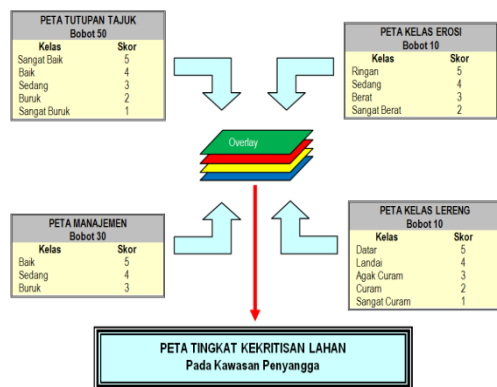 PETA TUTUPAN TAJUK
Bobot 50
Kelas Skor
Sangat Baik 5
Baik 4
Sedang 3
Buruk 2
Sangat Buruk 1
PETA KELAS EROSI
Bobot 10
Kelas Skor
Ringan 5
Sedang 4
Berat 3
Sangat Berat 2
Overlay
PETA MANAJEMEN
Bobot 30
Kelas Skor
Baik 5
Sedang 4
Buruk 3
PETA KELAS LERENG
Bobot 10
Kelas Skor
Datar 5
Landai 4
Agak Curam 3
Curam 2
Sangat Curam 1
PETA TINGKAT KEKRITISAN LAHAN
Pada Kawasan Penyangga